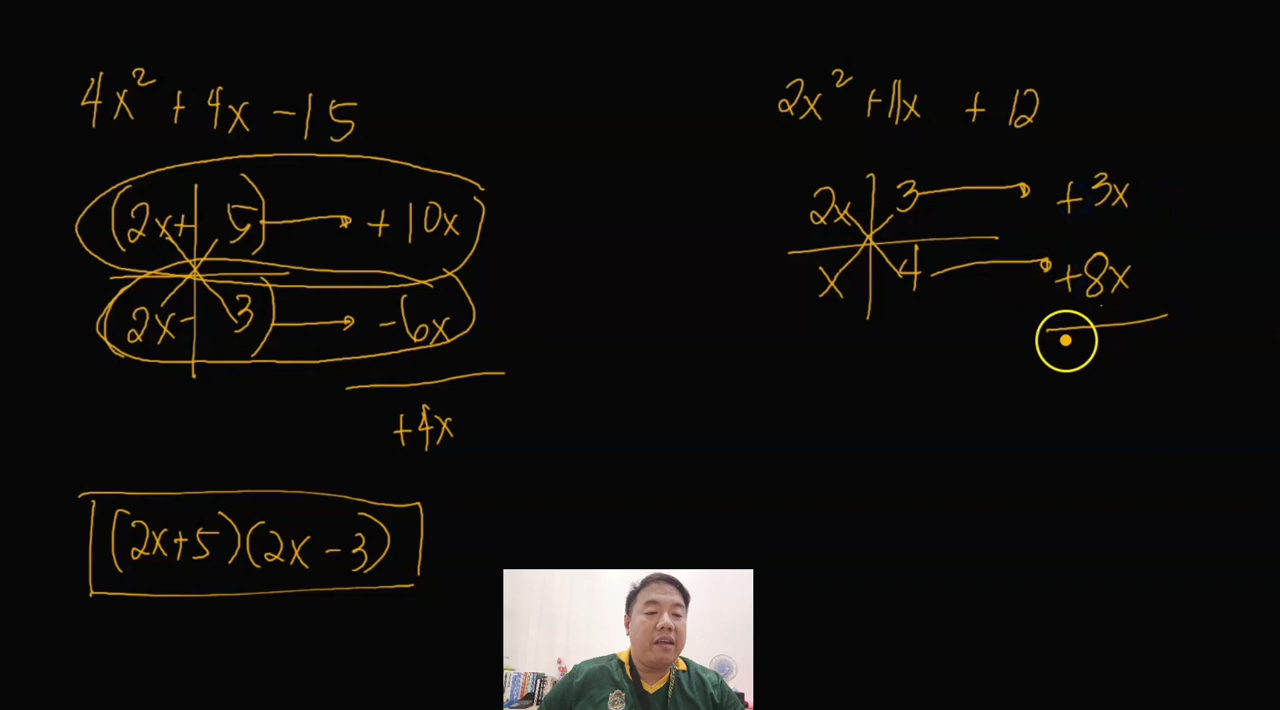 4x² + 4x - 15
(2x + 5) → + 10x
(2x - 3) → - 6x
+4x
(2x+5)(2x-3)
2x² + 11x + 12
2x 3 → +3x
x 4 → +8x